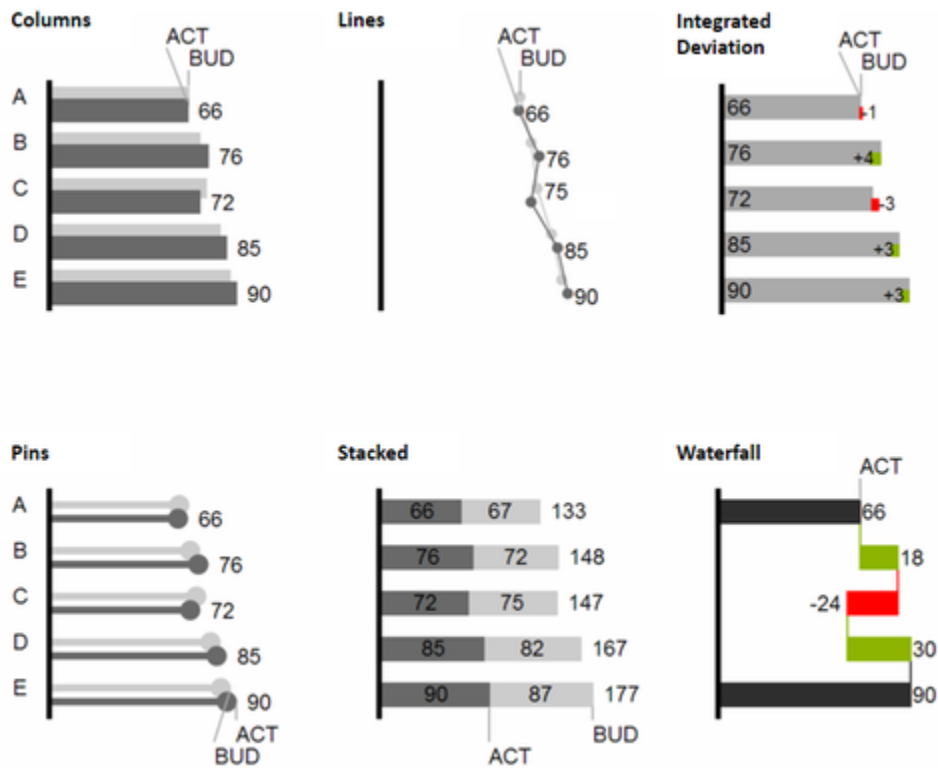 Columns
ACT
BUD
A
66
B
76
C
72
D
85
E
90
Lines
ACT
BUD
66
76
75
85
90
Integrated
Deviation
ACT
BUD
66 -1
76 +4
72 -3
85 +3
90 +3
Pins
A
66
B
76
C
72
D
85
E
90
ACT
BUD
Stacked
66 67 133
76 72 148
72 75 147
85 82 167
90 87 177
BUD
ACT
Waterfall
ACT
66
18
-24
30
90